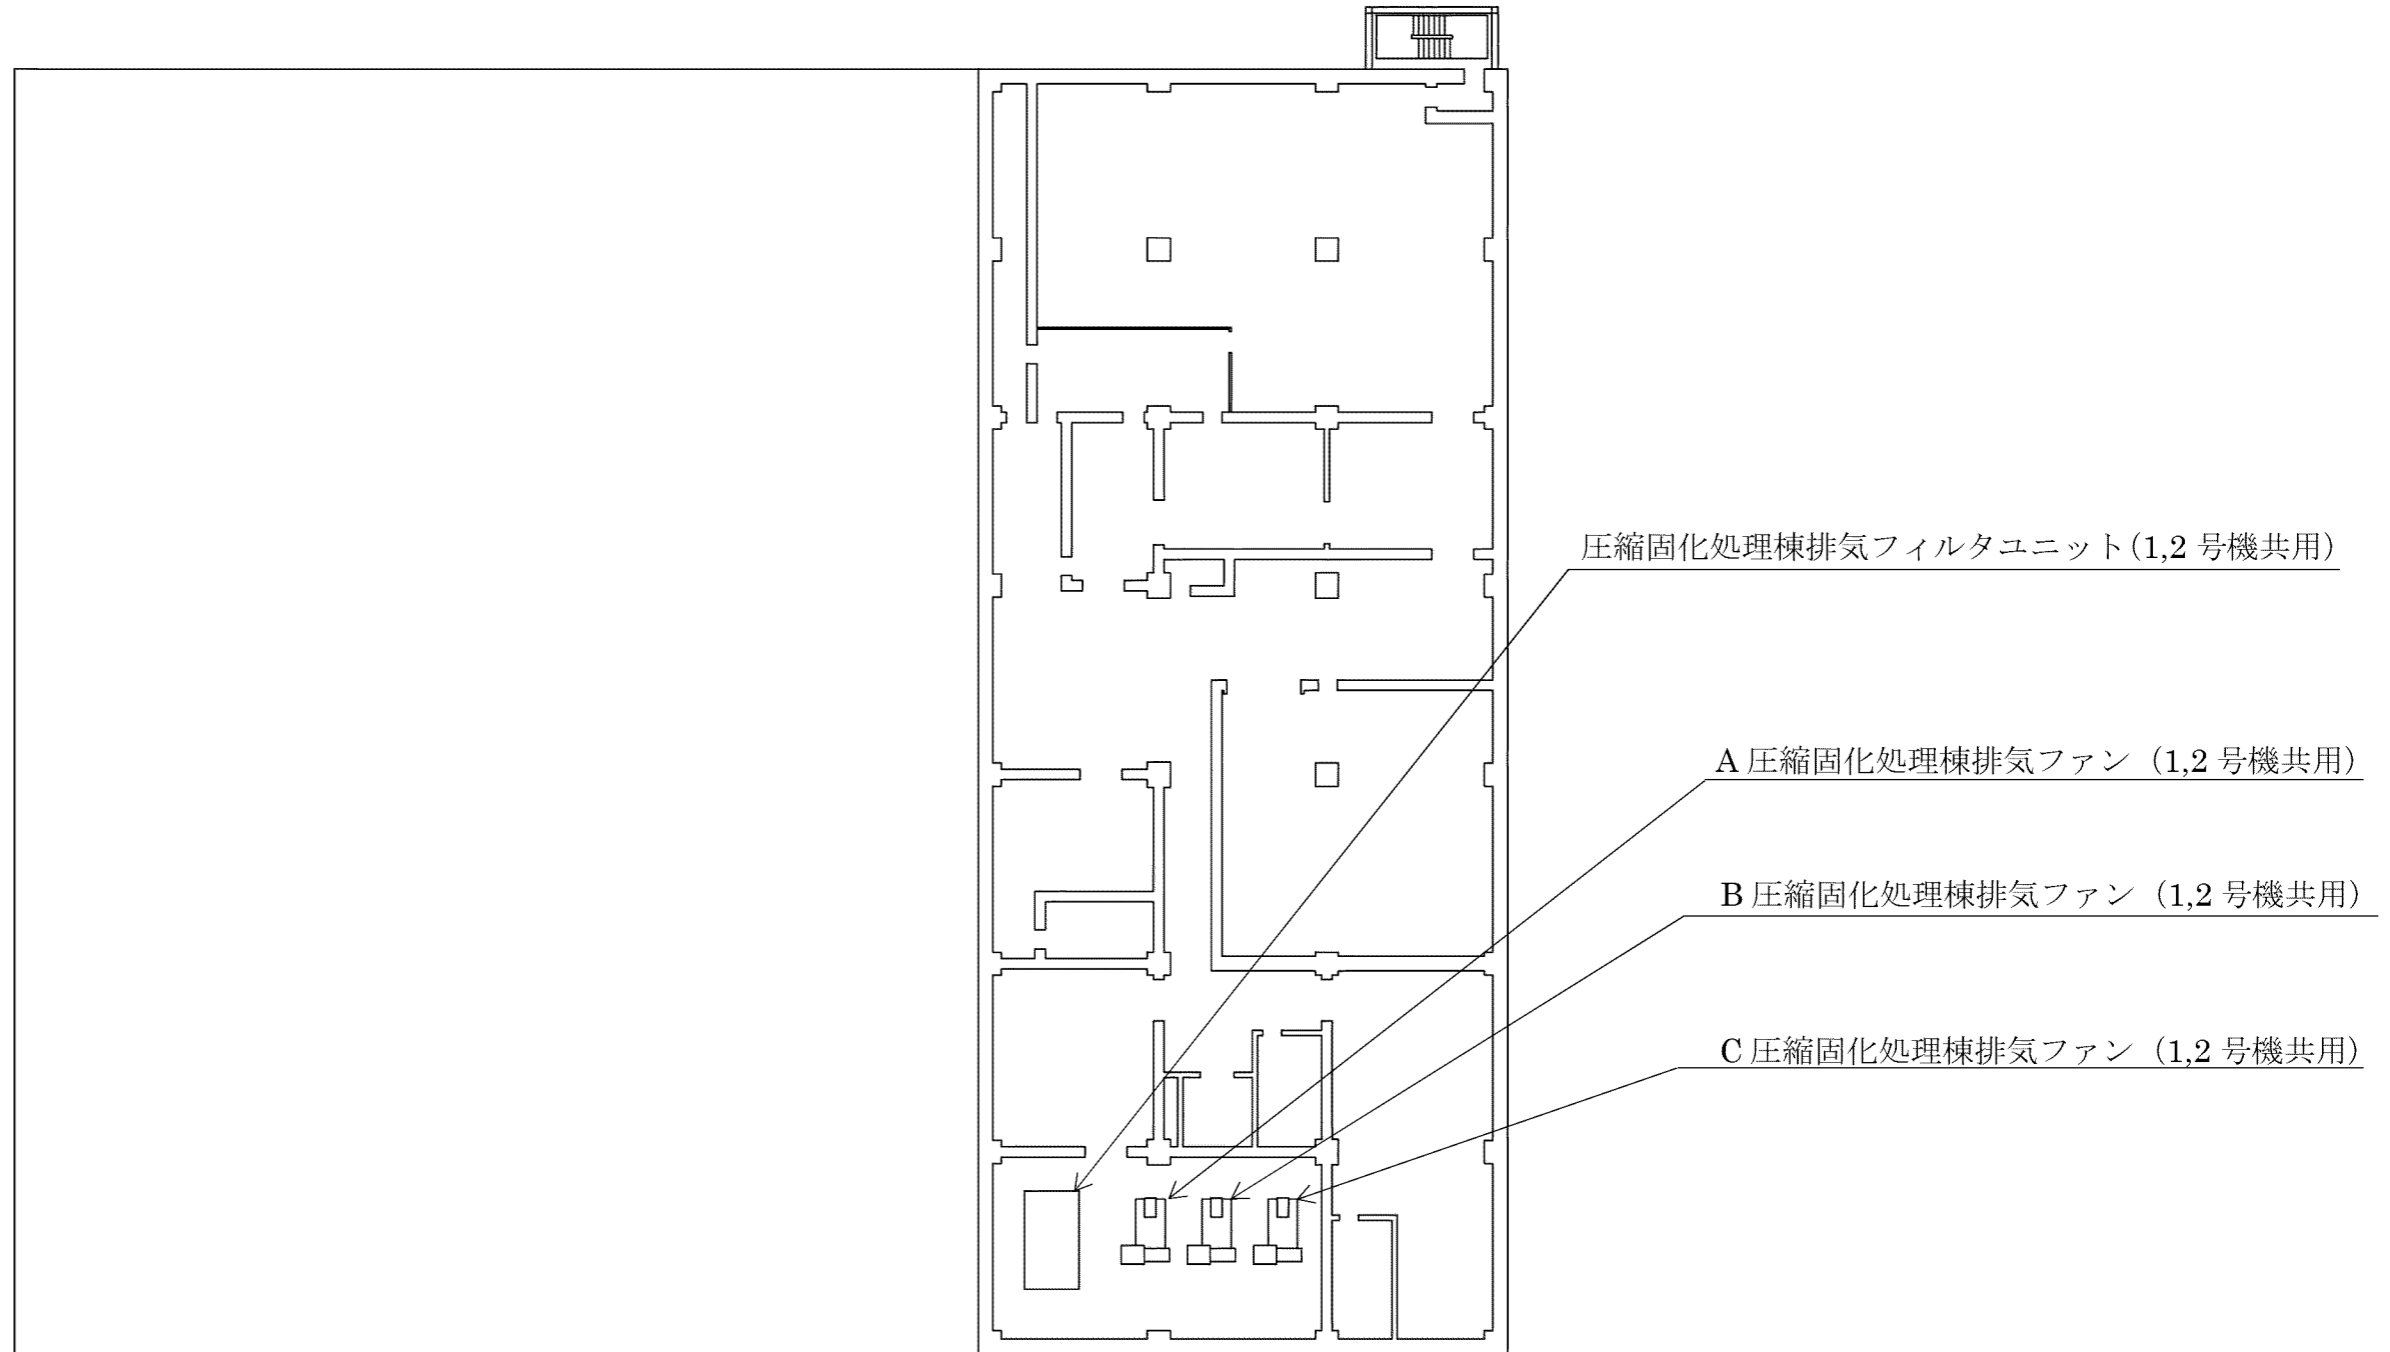 圧縮固化処理棟排気フィルタユニット(1,2 号機共用)
A 圧縮固化処理棟排気ファン（1,2 号機共用）
B 圧縮固化処理棟排気ファン（1,2 号機共用）
C 圧縮固化処理棟排気ファン（1,2 号機共用）